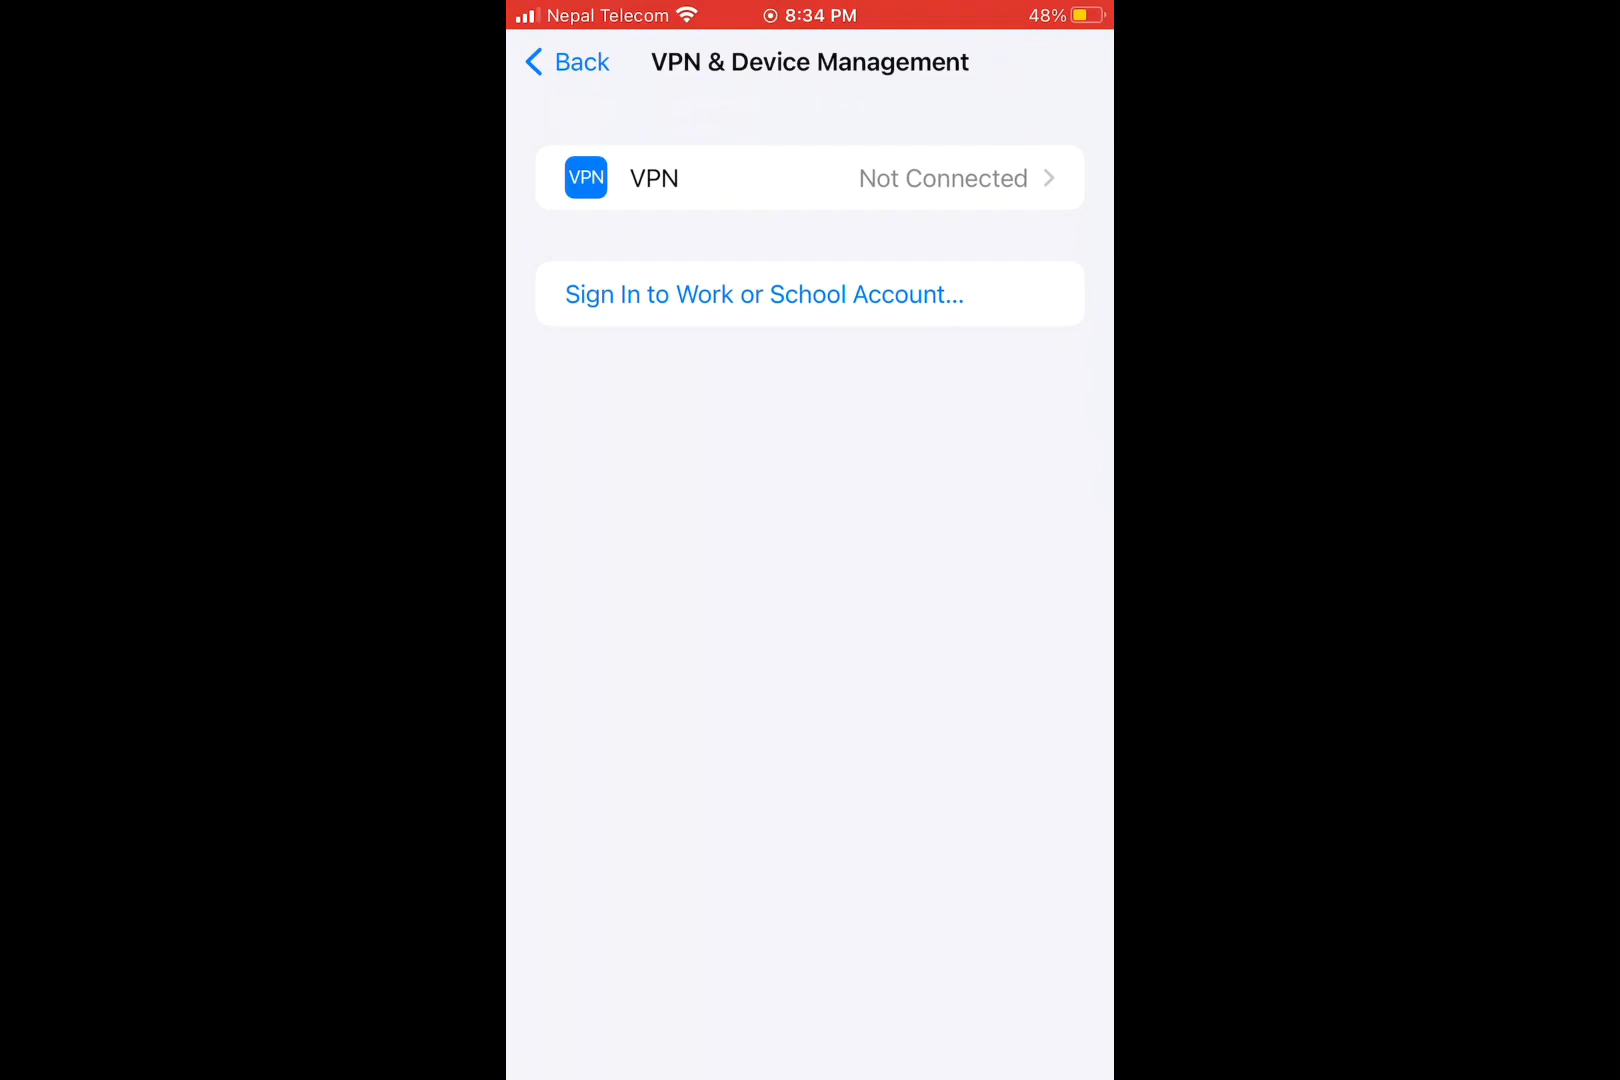 Nepal Telecom 8:34 PM 48%
Back VPN & Device Management
VPN VPN Not Connected
Sign In to Work or School Account...